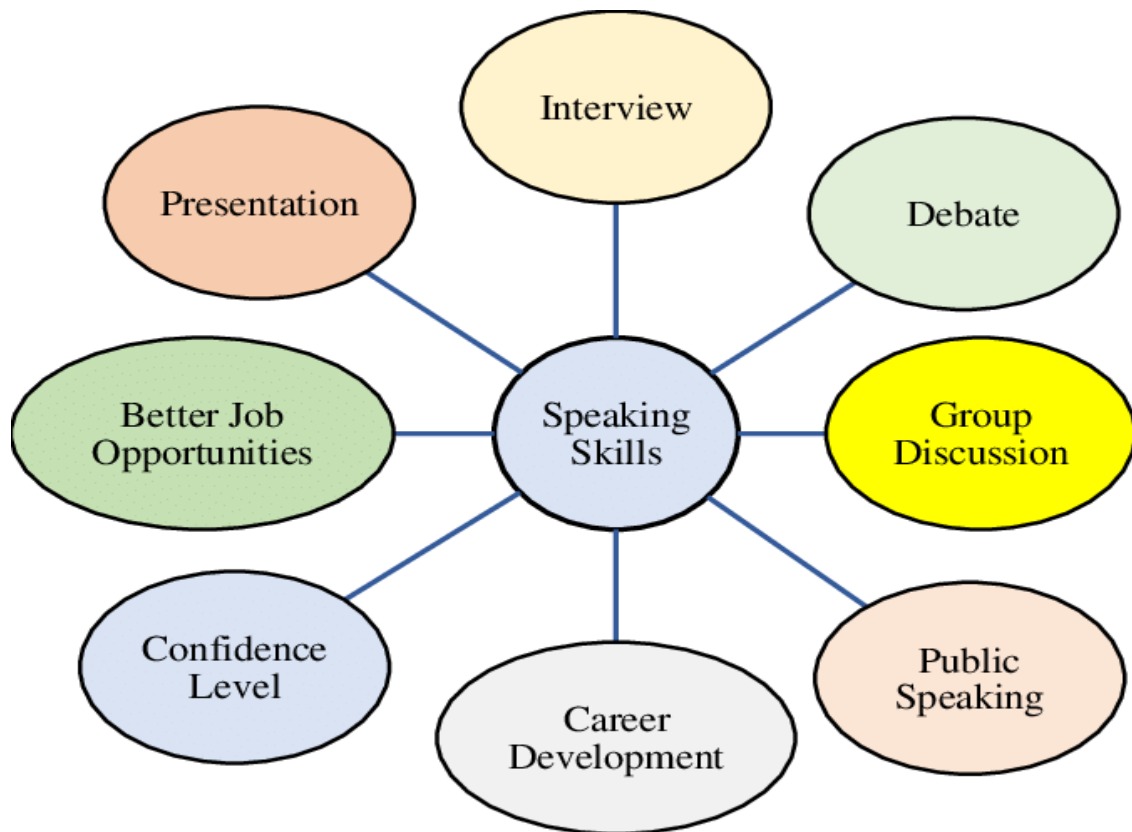 Interview
Presentation
Debate
Better Job
Opportunities
Speaking
Skills
Group
Discussion
Confidence
Level
Career
Development
Public
Speaking